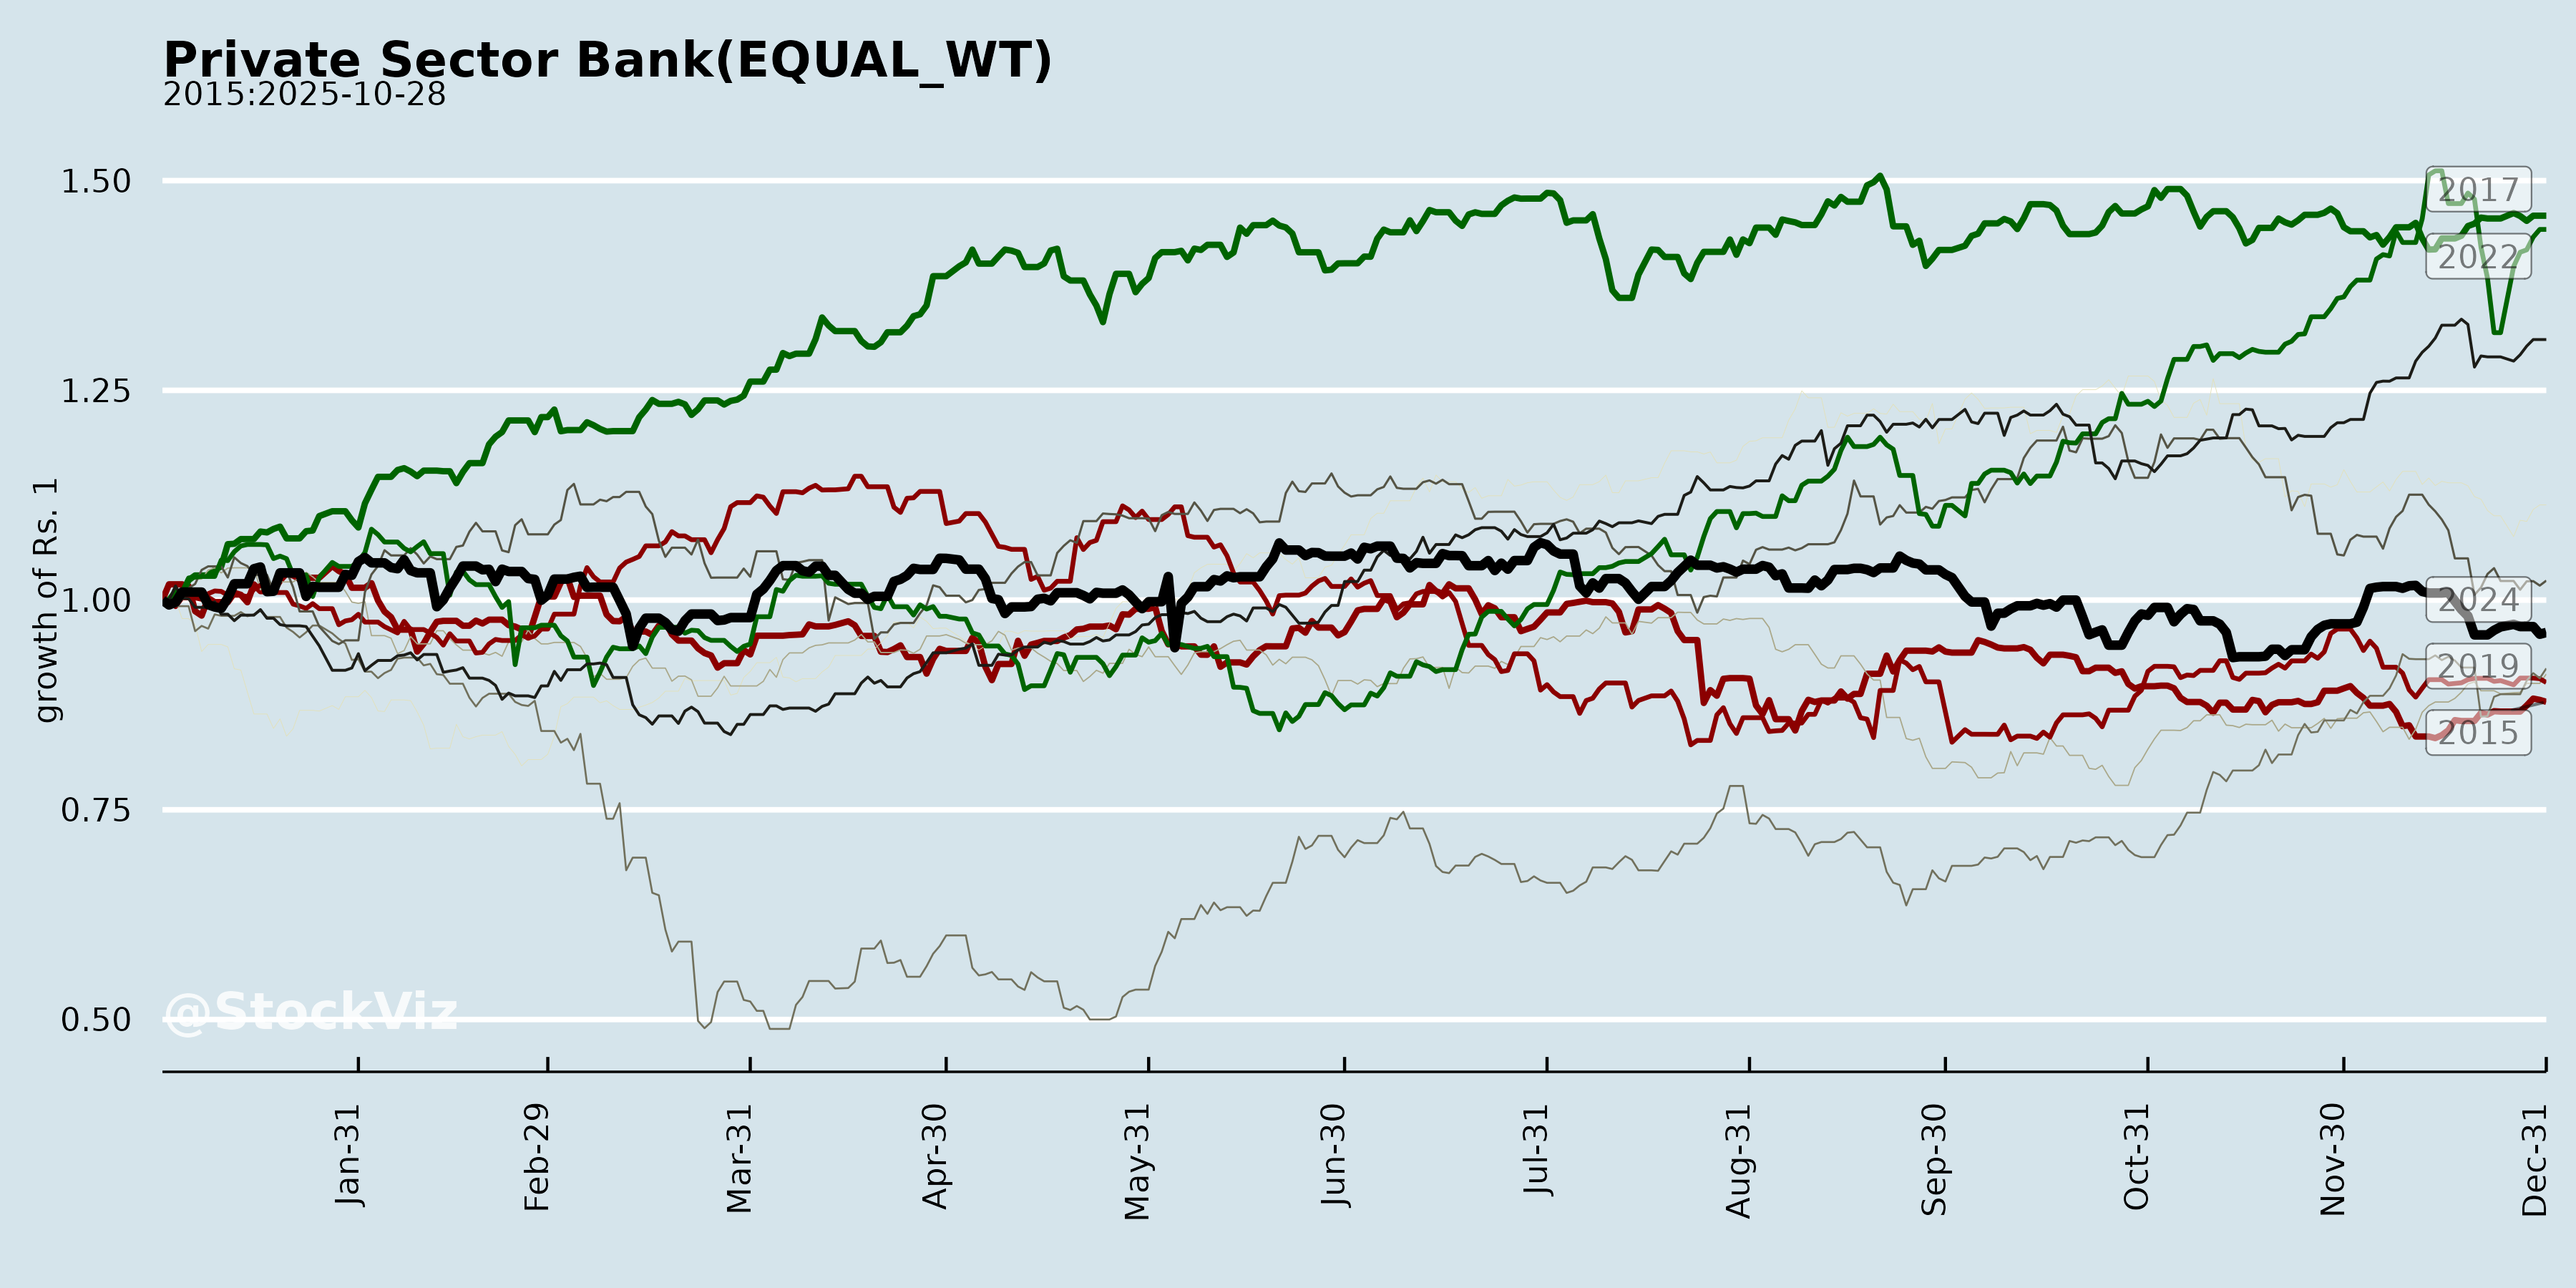 Private Sector Bank(EQUAL_WT)
2015:2025-10-28
growth of Rs. 1
1.50
1.25
1.00
0.75
0.50
2017
2022
2024
2019
2015
@StockViz
Jan-31
Feb-29
Mar-31
Apr-30
May-31
Jun-30
Jul-31
Aug-31
Sep-30
Oct-31
Nov-30
Dec-31